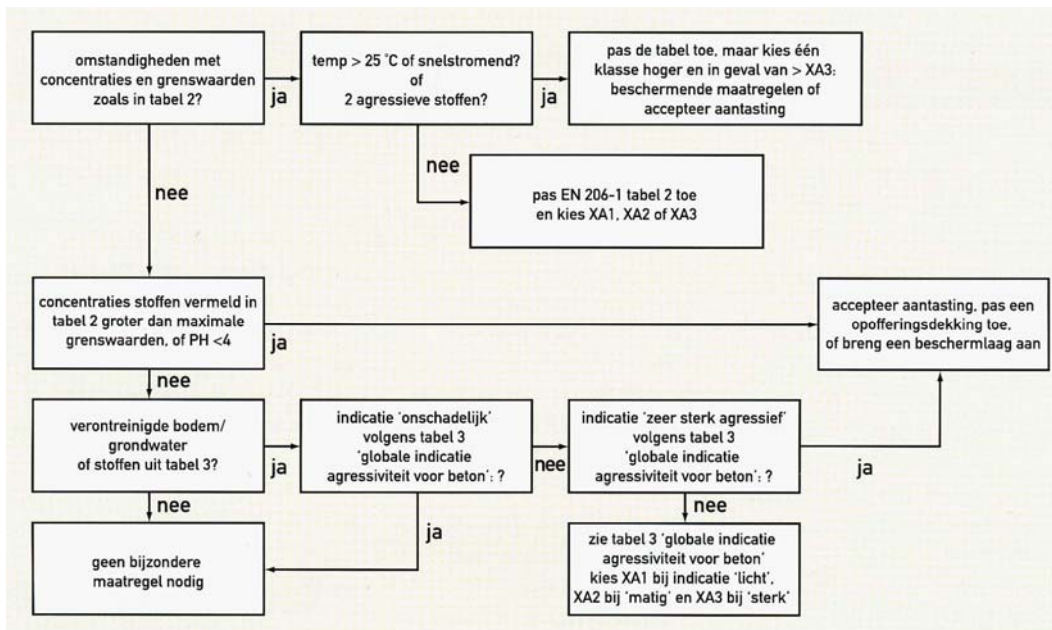 omstandigheden met
concentraties en grenswaarden
zoals in tabel 2?
ja
temp > 25 °C of snelstromend?
of
2 agressieve stoffen?
ja
pas de tabel toe, maar kies één
klasse hoger en in geval van > XA3:
beschermende maatregelen of
accepteer aantasting
nee
nee
pas EN 206-1 tabel 2 toe
en kies XA1, XA2 of XA3
concentraties stoffen vermeld in
tabel 2 groter dan maximale
grenswaarden, of PH <4
ja
accepteer aantasting, pas een
opofferingsdekking toe,
of breng een beschermlaag aan
nee
verontreinigde bodem/
grondwater
of stoffen uit tabel 3?
ja
indicatie 'onschadelijk'
volgens tabel 3
'globale indicatie
agressiviteit voor beton': ?
nee
indicatie 'zeer sterk agressief'
volgens tabel 3
'globale indicatie
agressiviteit voor beton': ?
ja
nee
ja
nee
geen bijzondere
maatregel nodig
zie tabel 3 'globale indicatie
agressiviteit voor beton'
kies XA1 bij indicatie 'licht',
XA2 bij 'matig' en XA3 bij 'sterk'